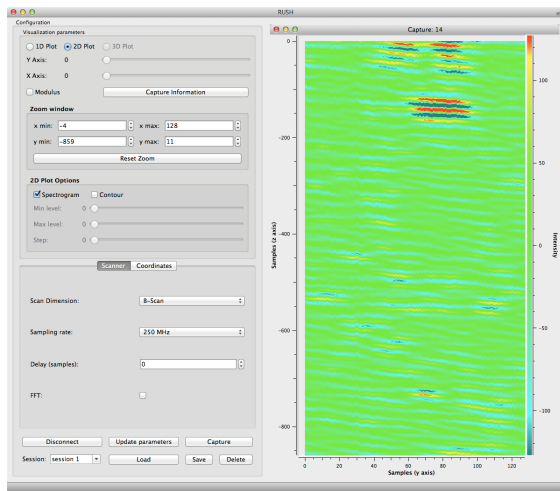 RUSH
Configuration
Visualization parameters
1D Plot 2D Plot 3D Plot
Y Axis: 0
X Axis: 0
Modulus Capture Information
Zoom window
x min: -4 x max: 128
y min: -859 y max: 11
Reset Zoom
2D Plot Options
Spectrogram Contour
Min level: 0
Max level: 0
Step: 0
Scanner Coordinates
Scan Dimension: B-Scan
Sampling rate: 250 MHz
Delay (samples): 0
FFT:
Disconnect Update parameters Capture
Session: session 1 Load Save Delete
Capture: 14
0
-200
-400
-600
-800
Samples (z axis)
0 20 40 60 80 100 120
Samples (y axis)
100
50
0
-50
-100
Intensity